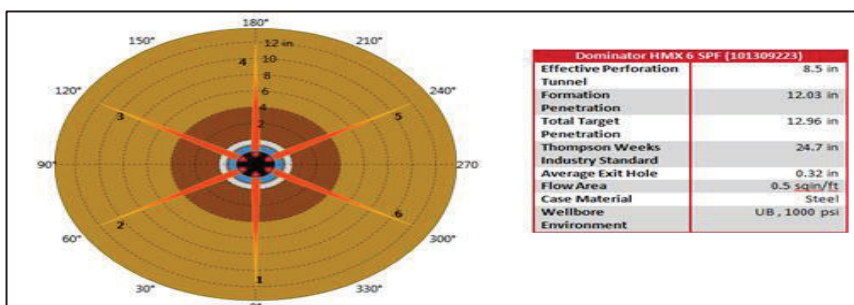 180°
150°
210°
12 in
4
10
120°
8
240°
6
3
4
5
2
90°
270
2
6
60°
300°
1
30°
330°
Dominator HMX 6 SPF (101309223)
Effective Perforation 8.5 in
Tunnel
Formation 12.03 in
Penetration
Total Target 12.96 in
Penetration
Thompson Weeks 24.7 in
Industry Standard
Average Exit Hole 0.32 in
Flow Area 0.5 sqin/ft
Case Material Steel
Wellbore UB , 1000 psi
Environment